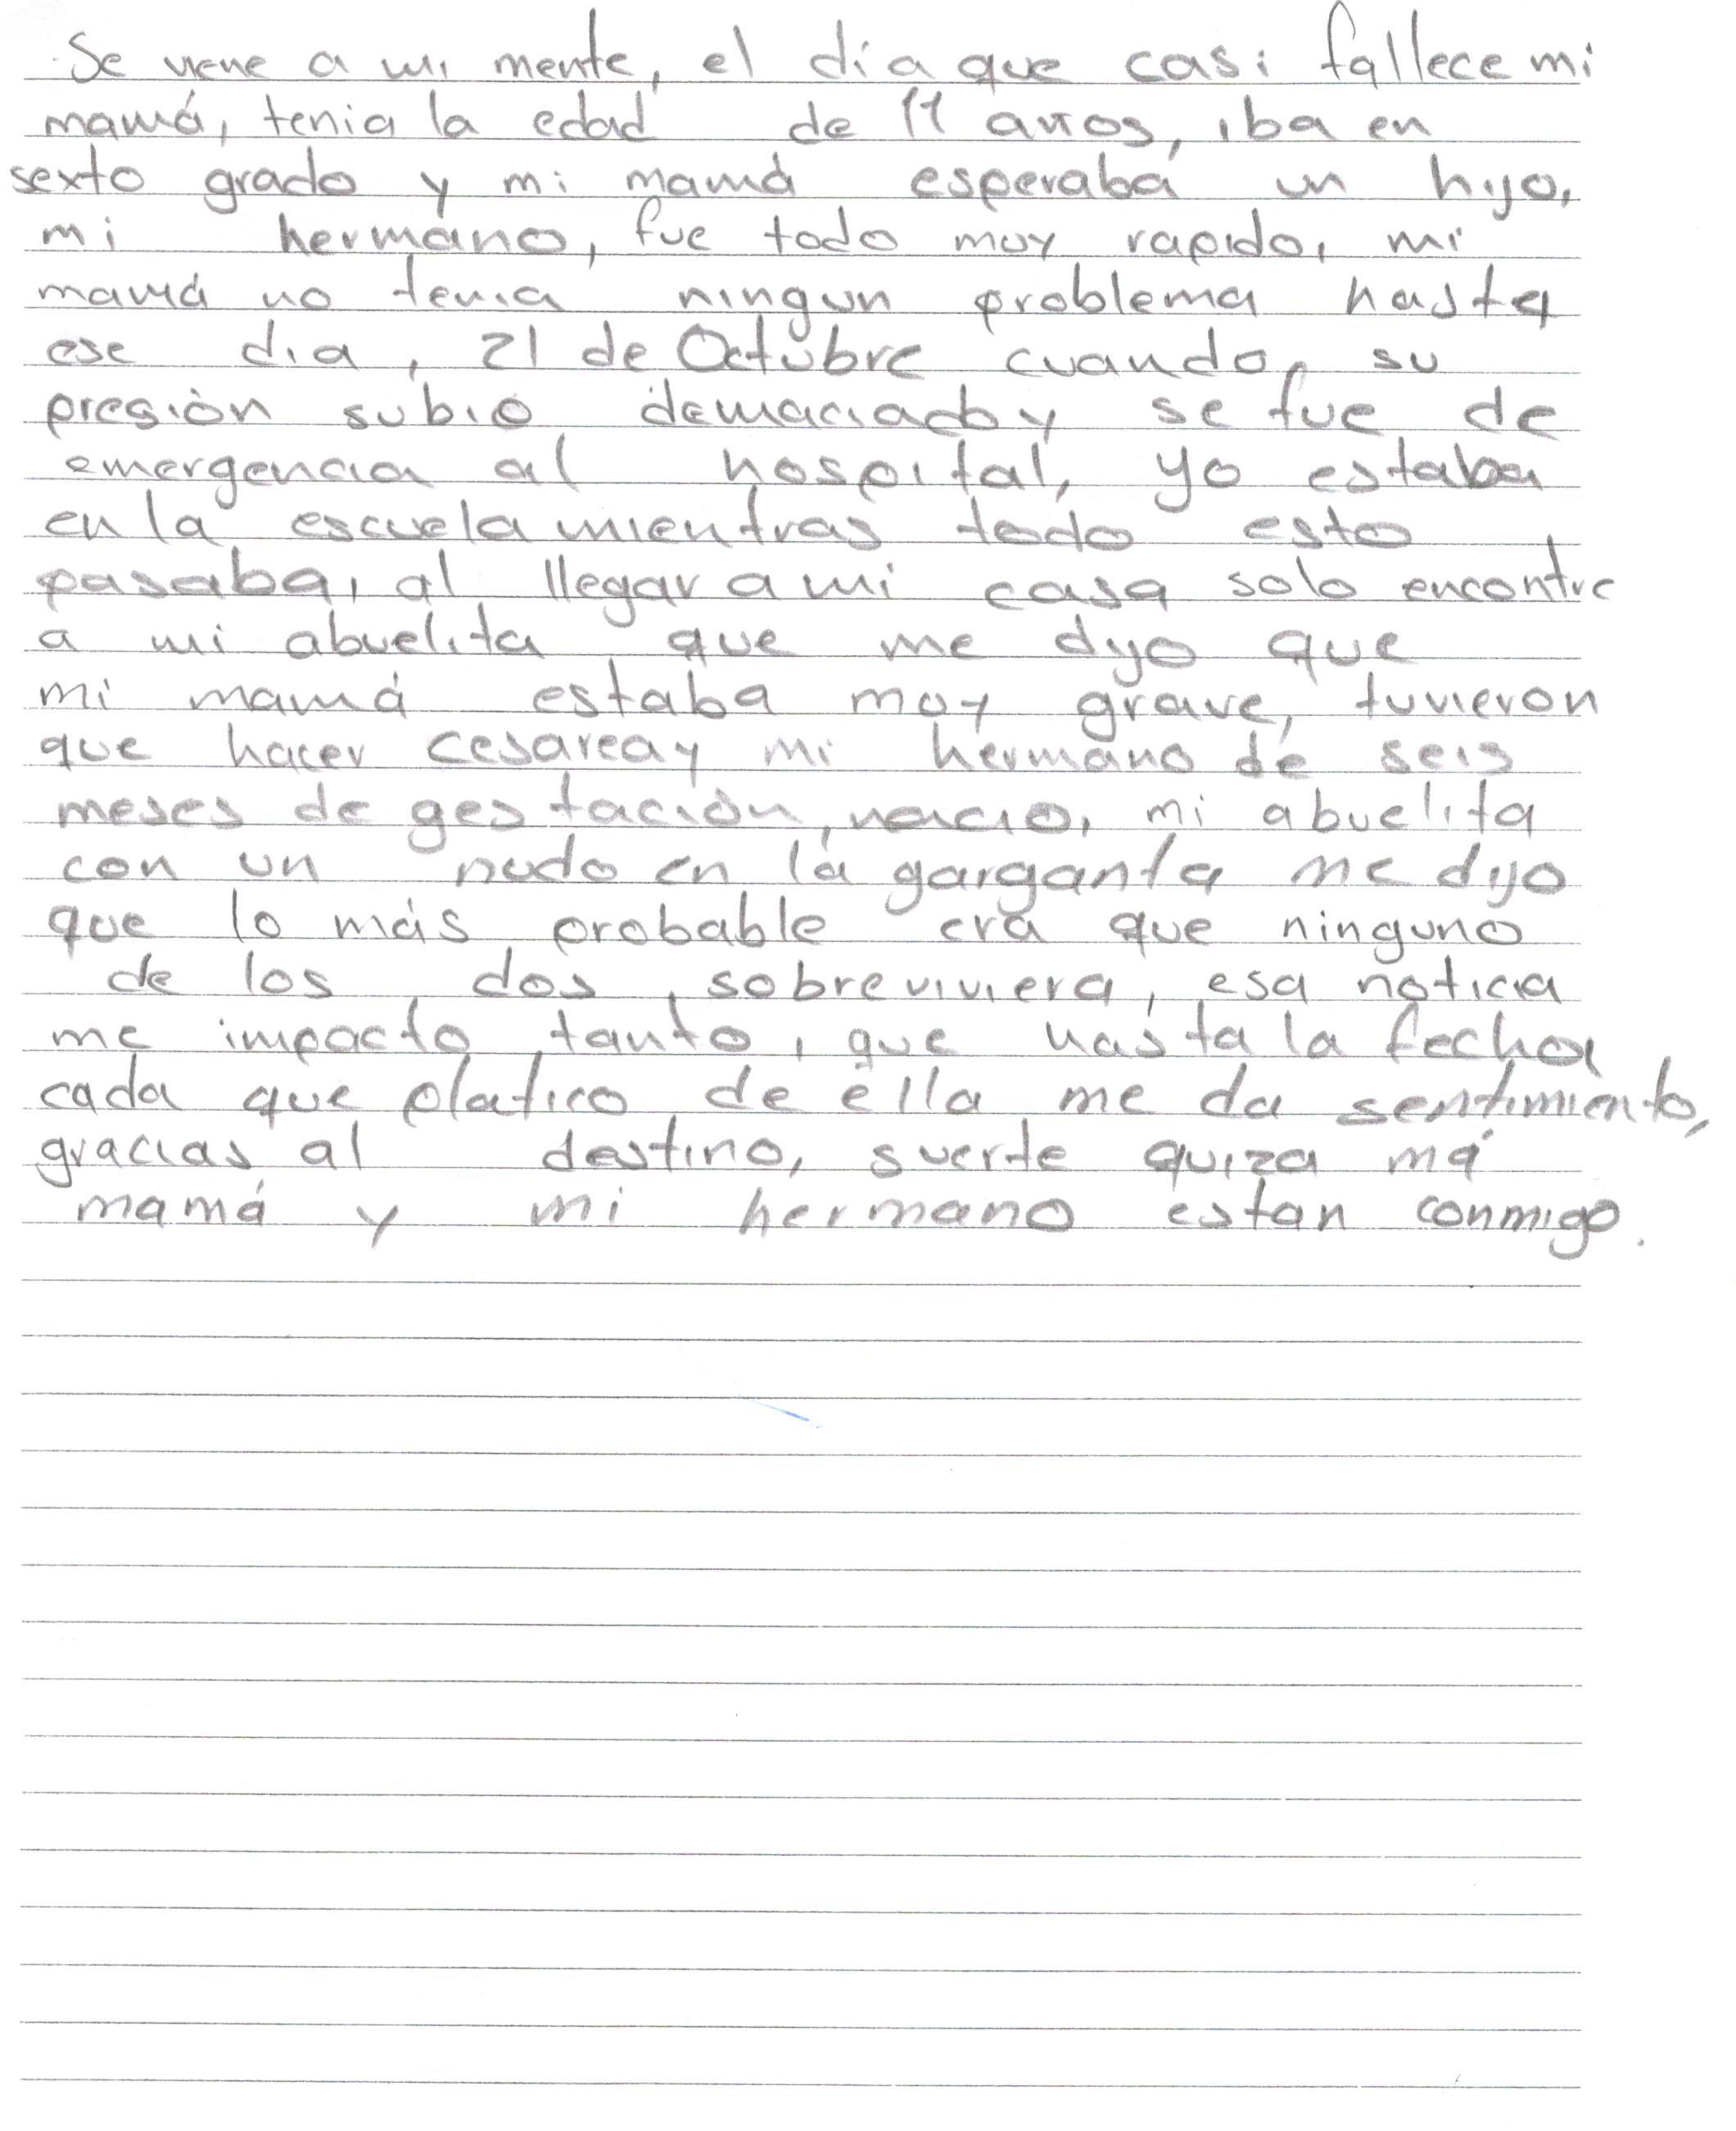 Se viene a mi mente, el día que casi fallece mi
mamá, tenia la edad de 11 años, iba en
sexto grado y mi mamá esperaba un hijo,
mi hermano, fue todo muy rapido, mi
mamá no tenia ningun problema hasta
ese dia, 21 de Octubre cuando su
presión subio demaciado y se fue de
emergencia al hospital, yo estaba
en la escuela mientras todo esto
pasaba, al llegar a mi casa solo encontre
a mi abuelita que me dijo que
mi mamá estaba muy grave, tuvieron
que hacer cesarea y mi hermano de seis
meses de gestación, nacio, mi abuelita
con un nudo en la garganta me dijo
que lo más probable era que ninguno
de los dos sobreviviera, esa noticia
me impacto tanto, que hasta la fecha
cada que platico de ella me da sentimiento,
gracias al destino, suerte quiza má
mamá y mi hermano estan conmigo.